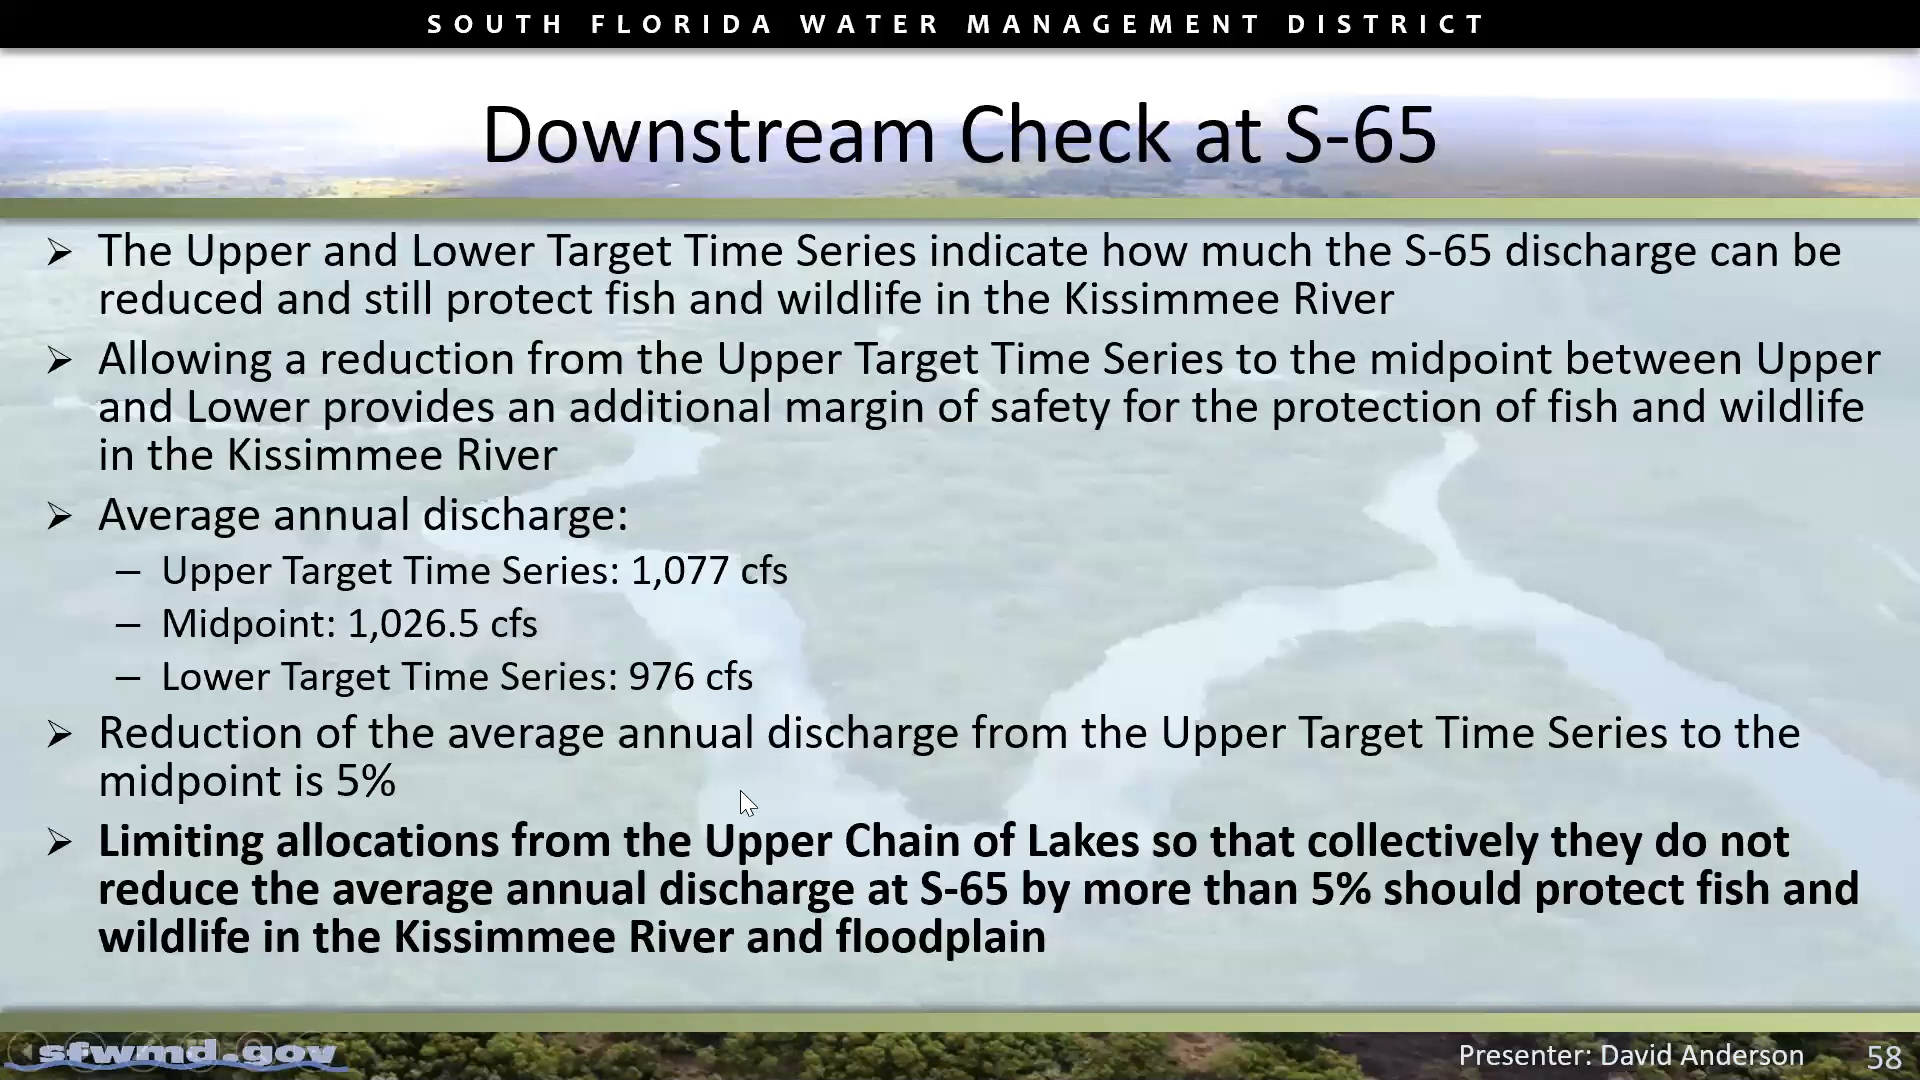 SOUTH FLORIDA WATER MANAGEMENT DISTRICT
Downstream Check at S-65
➢ The Upper and Lower Target Time Series indicate how much the S-65 discharge can be
reduced and still protect fish and wildlife in the Kissimmee River
➢ Allowing a reduction from the Upper Target Time Series to the midpoint between Upper
and Lower provides an additional margin of safety for the protection of fish and wildlife
in the Kissimmee River
➢ Average annual discharge:
– Upper Target Time Series: 1,077 cfs
– Midpoint: 1,026.5 cfs
– Lower Target Time Series: 976 cfs
➢ Reduction of the average annual discharge from the Upper Target Time Series to the
midpoint is 5%
➢ Limiting allocations from the Upper Chain of Lakes so that collectively they do not
reduce the average annual discharge at S-65 by more than 5% should protect fish and
wildlife in the Kissimmee River and floodplain
sfwmd.gov
Presenter: David Anderson 58